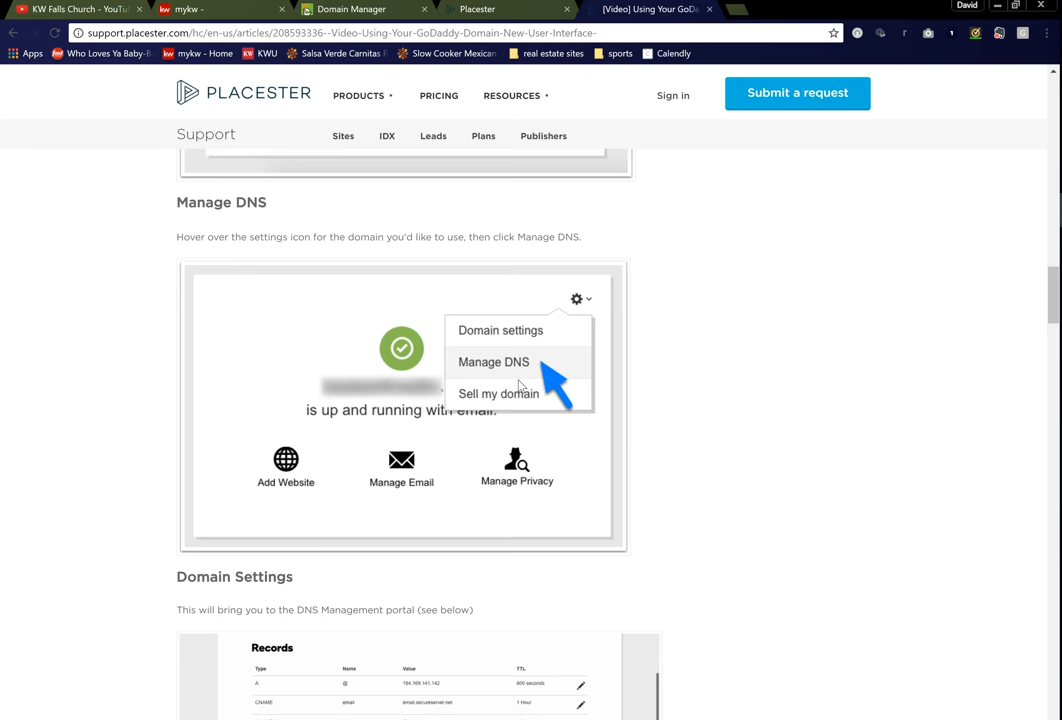 KW Falls Church - YouTu
mykw -
Domain Manager
Placester
[Video] Using Your GoDa
David
support.placester.com/hc/en-us/articles/208593336--Video-Using-Your-GoDaddy-Domain-New-User-Interface-
Apps
Who Loves Ya Baby-B
mykw - Home
KWU
Salsa Verde Carnitas R
Slow Cooker Mexican
real estate sites
sports
Calendly
PLACESTER
PRODUCTS
PRICING
RESOURCES
Sign in
Submit a request
Support
Sites
IDX
Leads
Plans
Publishers
Manage DNS
Hover over the settings icon for the domain you'd like to use, then click Manage DNS.
Domain settings
Manage DNS
Sell my domain
is up and running with email.
Add Website
Manage Email
Manage Privacy
Domain Settings
This will bring you to the DNS Management portal (see below)
Records
Type Name Value TTL
A @ 184.168.141.142 600 seconds
CNAME email email.secureserver.net 1 Hour